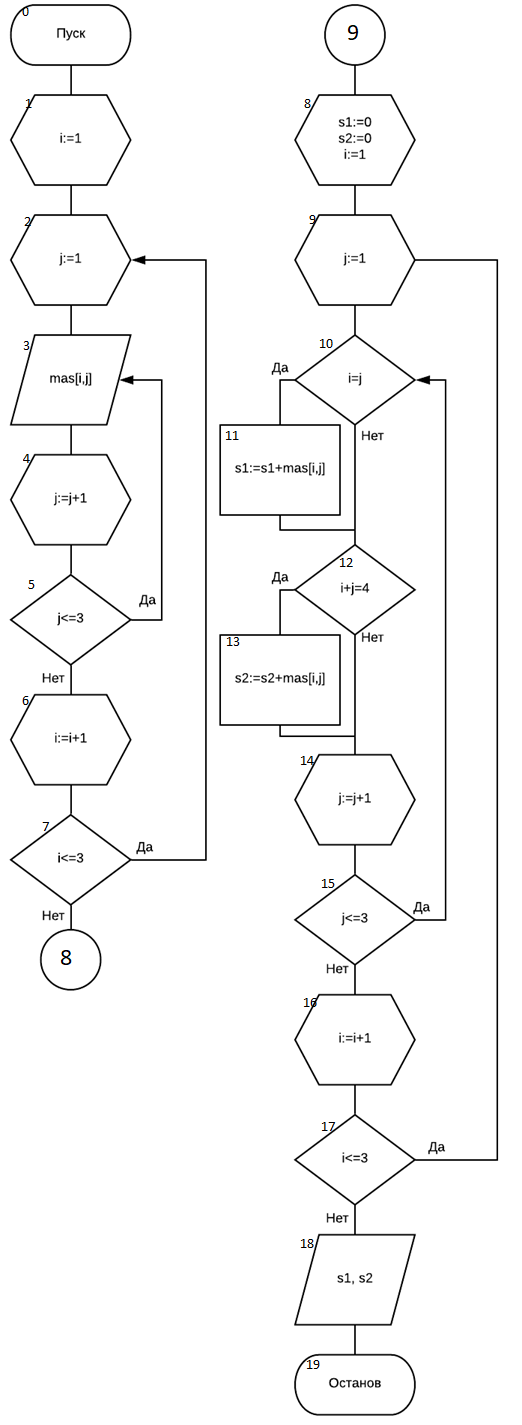 0
Пуск
1
i:=1
2
j:=1
3
mas[i,j]
4
j:=j+1
5
j<=3
Да
Нет
6
i:=i+1
7
i<=3
Да
Нет
8
9
8
s1:=0
s2:=0
i:=1
9
j:=1
10
Да
i=j
Нет
11
s1:=s1+mas[i,j]
12
Да
i+j=4
Нет
13
s2:=s2+mas[i,j]
14
j:=j+1
15
j<=3
Да
Нет
16
i:=i+1
17
i<=3
Да
Нет
18
s1, s2
19
Останов